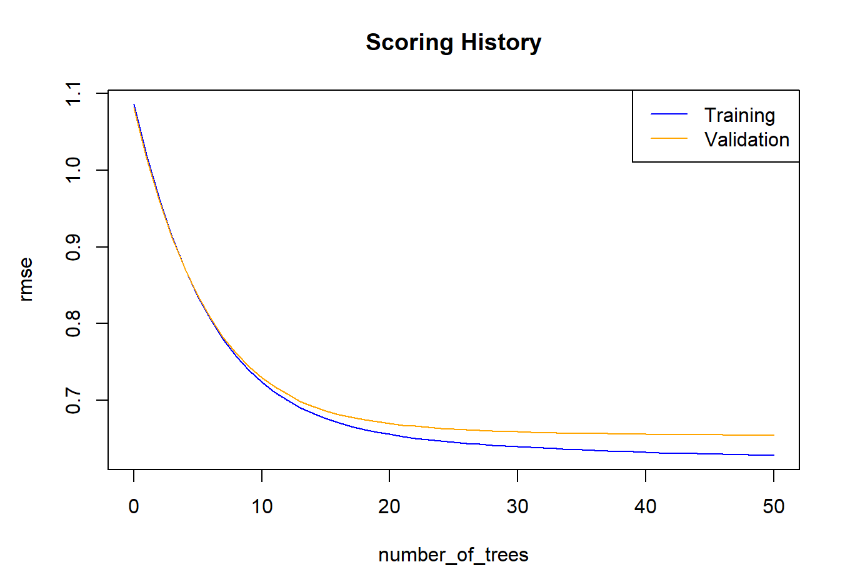 Scoring History
Training
Validation
rmse
1.1
1.0
0.9
0.8
0.7
0
10
20
30
40
50
number_of_trees